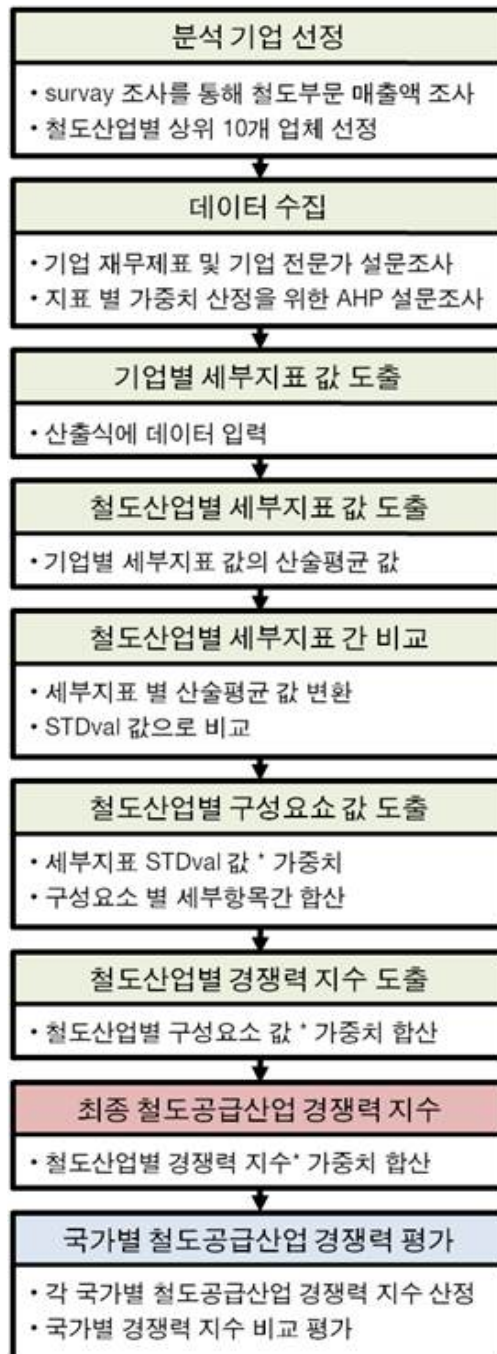 분석 기업 선정
• survay 조사를 통해 철도부문 매출액 조사
• 철도산업별 상위 10개 업체 선정
데이터 수집
• 기업 재무제표 및 기업 전문가 설문조사
• 지표 별 가중치 산정을 위한 AHP 설문조사
기업별 세부지표 값 도출
• 산출식에 데이터 입력
철도산업별 세부지표 값 도출
• 기업별 세부지표 값의 산술평균 값
철도산업별 세부지표 간 비교
• 세부지표 별 산술평균 값 변환
• STDval 값으로 비교
철도산업별 구성요쇼 값 도출
• 세부지표 STDval 값 * 가중치
• 구성요소 별 세부항목간 합산
철도산업별 경쟁력 지수 도출
• 철도산업별 구성요소 값 * 가중치 합산
최종 철도공급산업 경쟁력 지수
• 철도산업별 경쟁력 지수* 가중치 합산
국가별 철도공급산업 경쟁력 평가
• 각 국가별 철도공급산업 경쟁력 지수 산정
• 국가별 경쟁력 지수 비교 평가